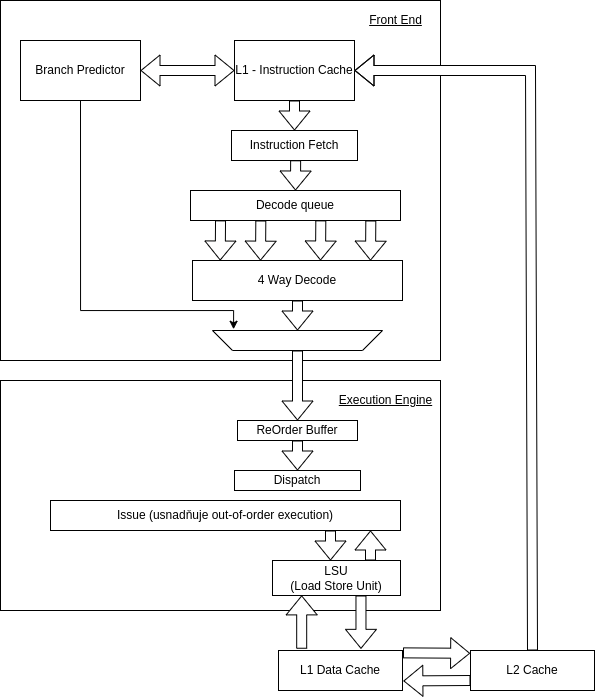 Front End
Branch Predictor
L1 - Instruction Cache
Instruction Fetch
Decode queue
4 Way Decode
Execution Engine
ReOrder Buffer
Dispatch
Issue (usnadňuje out-of-order execution)
LSU
(Load Store Unit)
L1 Data Cache
L2 Cache